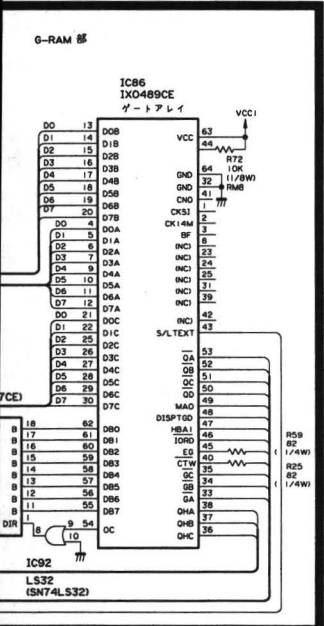 G-RAM 部
IC86
IX0489CE
ゲートアレイ
VCC1
D0 13 D0B
D1 14 D1B
D2 15 D2B
D3 16 D3B
D4 17 D4B
D5 18 D5B
D6 19 D6B
D7 20 D7B
D0 4 D0A
D1 5 D1A
D2 6 D2A
D3 7 D3A
D4 9 D4A
D5 10 D5A
D6 11 D6A
D7 12 D7A
D0 21 D0C
D1 22 D1C
D2 25 D2C
D3 26 D3C
D4 27 D4C
D5 28 D5C
D6 29 D6C
D7 30 D7C
7CE)
B 18 62 DB0
B 17 61 DB1
B 16 60 DB2
B 15 59 DB3
B 14 58 DB4
B 13 57 DB5
B 12 56 DB6
B 11 55 DB7
DIR 1
8 9 54 OC
10
IC92
LS32
(SN74LS32)
VCC 63
44
R72
10K
(1/8W)
RM8
GND 64
GND 32
CN0 41
CKS1 1
CK14M 2
BF 3
(NC) 8
(NC) 23
(NC) 24
(NC) 25
(NC) 31
(NC) 39
(NC) 42
S/LTEXT 43
QA 53
QB 52
QC 51
QD 50
MA0 49
DISPTGD 48
HBA1 47
IORD 46
EG 45
CTW 40
GC 35
GB 34
GA 33
OHA 38
OHB 37
OHC 36
R59
82
( 1/4W)
R25
82
( 1/4W)